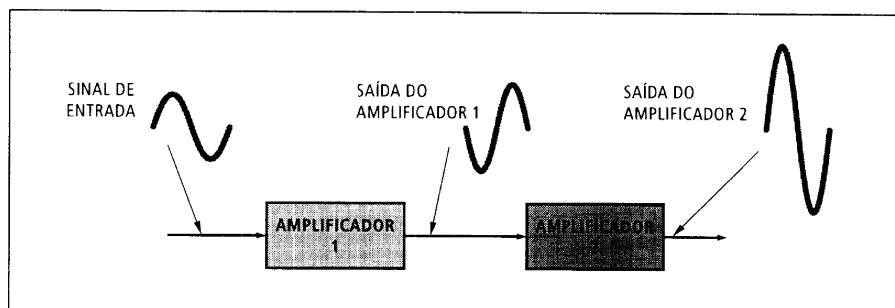 SINAL DE
ENTRADA
SAÍDA DO
AMPLIFICADOR 1
SAÍDA DO
AMPLIFICADOR 2
AMPLIFICADOR
1
AMPLIFICADOR